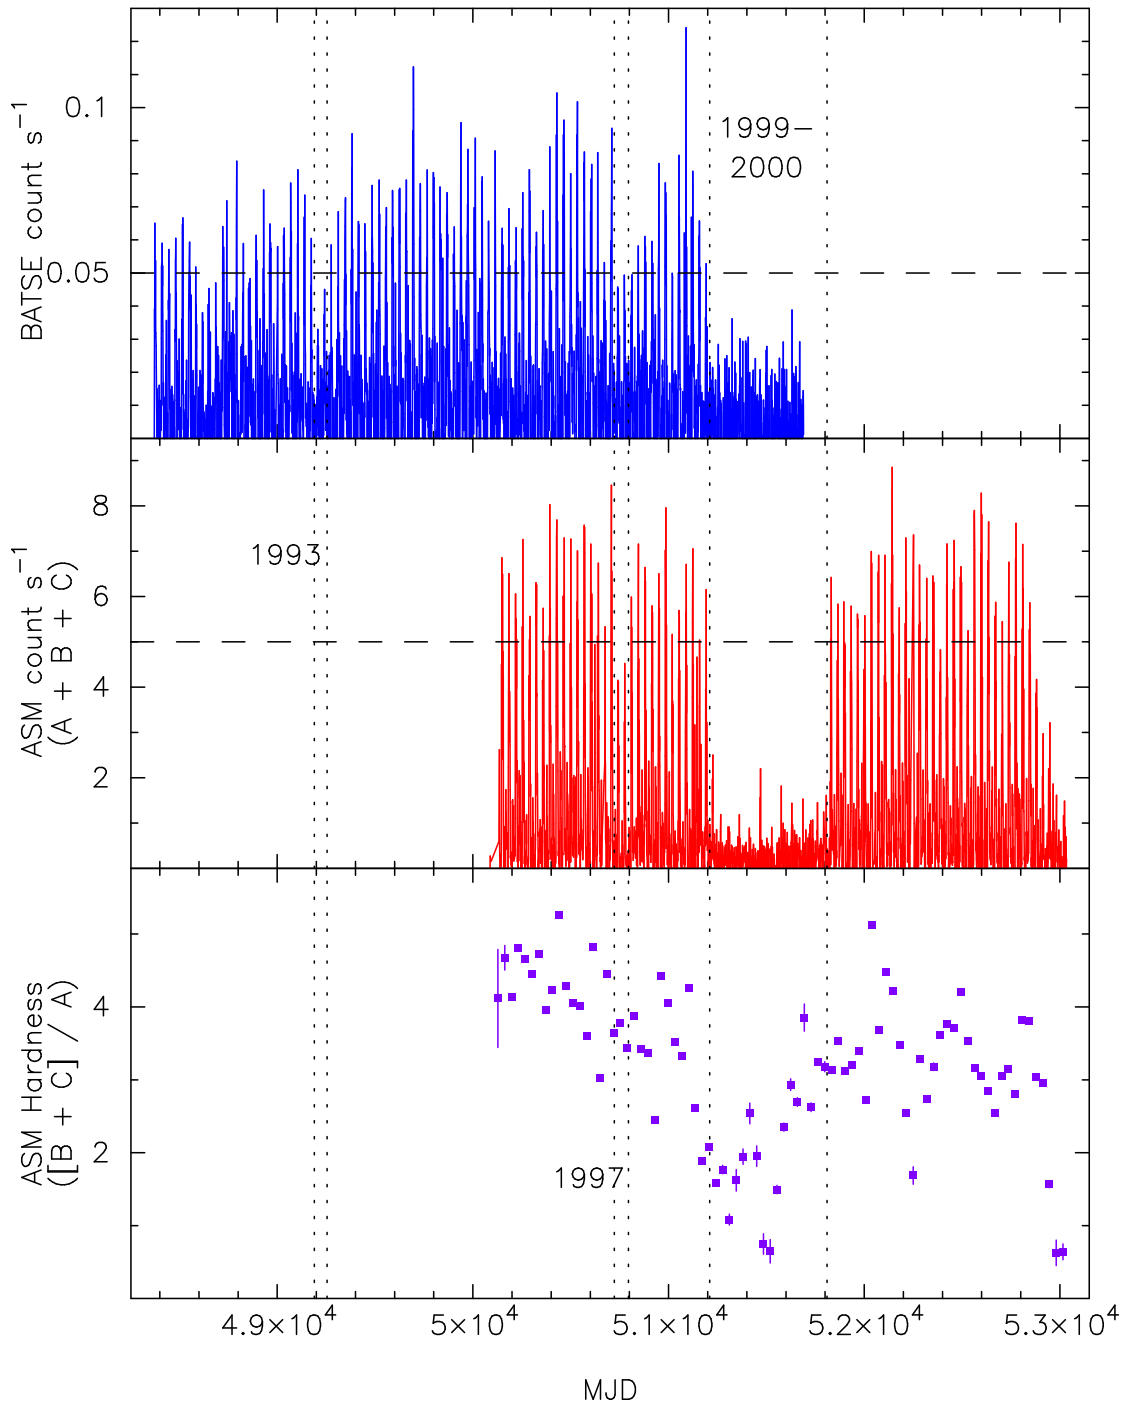 BATSE count s⁻¹
0.1
0.05
1999–
2000
ASM count s⁻¹
(A + B + C)
8
6
4
2
1993
ASM Hardness
([B + C] / A)
4
2
1997
4.9×10⁴ 5×10⁴ 5.1×10⁴ 5.2×10⁴ 5.3×10⁴
MJD